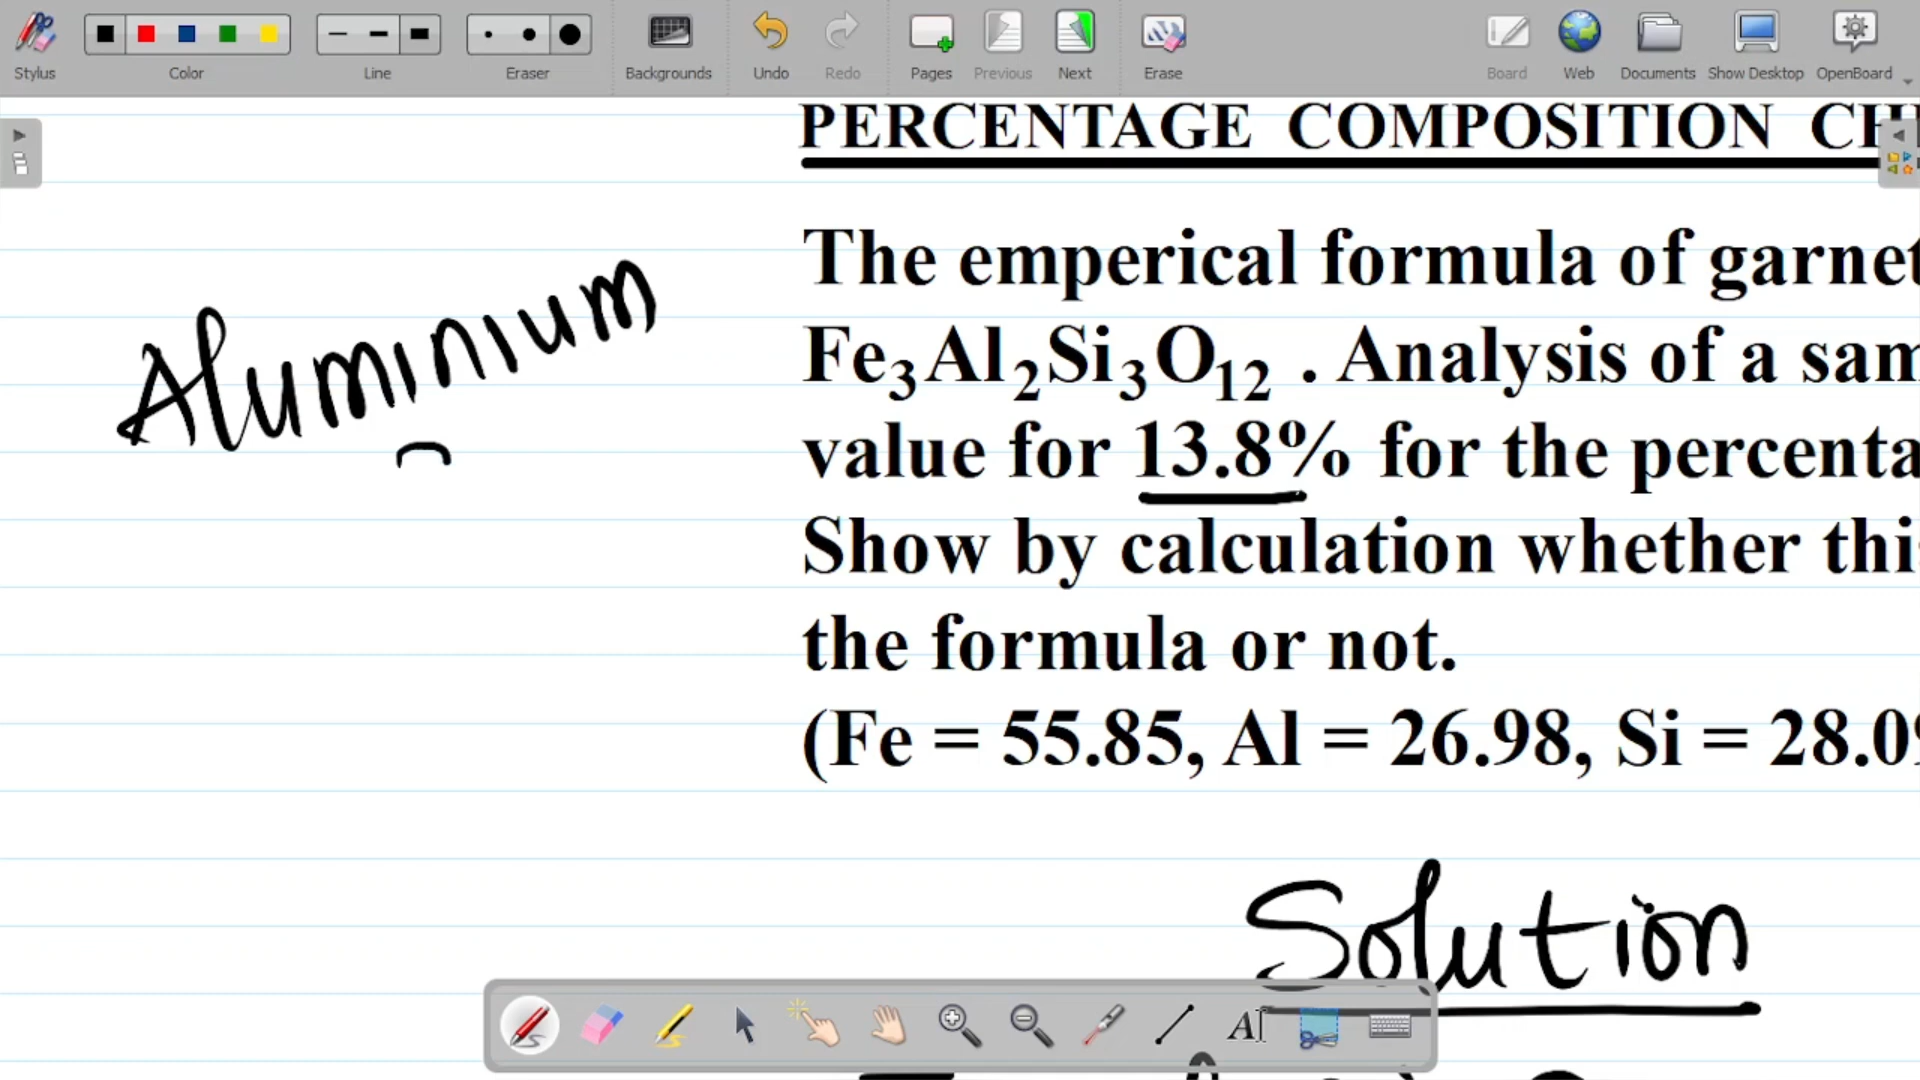 Stylus Color Line Eraser Backgrounds Undo Redo Pages Previous Next Erase Board Web Documents Show Desktop OpenBoard
PERCENTAGE COMPOSITION
The emperical formula of garnet
Fe₃Al₂Si₃O₁₂ . Analysis of a sam
value for 13.8% for the percenta
Show by calculation whether thi
the formula or not.
(Fe = 55.85, Al = 26.98, Si = 28.09
Aluminium
Solution